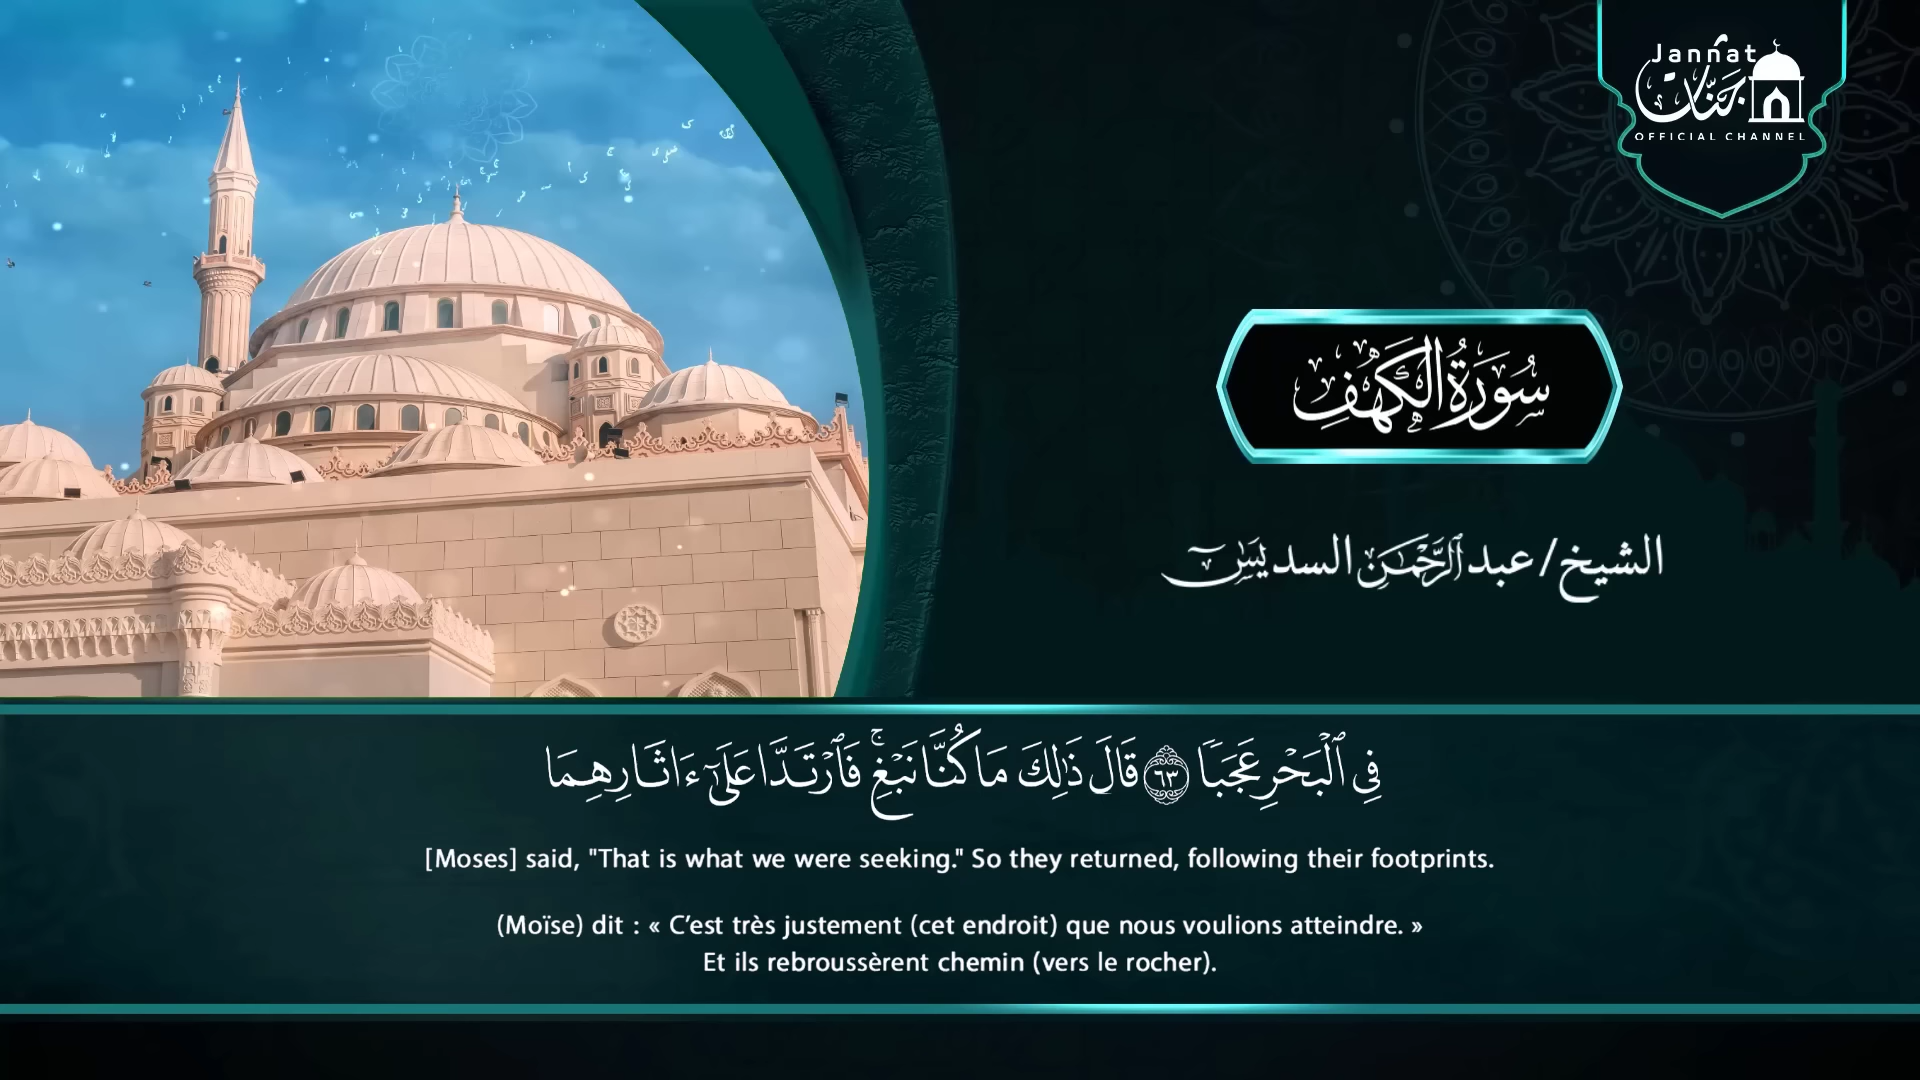 Jannat
جنات
OFFICIAL CHANNEL
سُورَةُ الكَهْفِ
الشيخ/عبد الرَّحْمَٰن السديس
فِي ٱلْبَحْرِ عَجَبٗا ٦٣ قَالَ ذَٰلِكَ مَا كُنَّا نَبْغِۚ فَٱرْتَدَّا عَلَىٰٓ ءَاثَارِهِمَا
[Moses] said, "That is what we were seeking." So they returned, following their footprints.
(Moïse) dit : « C’est très justement (cet endroit) que nous voulions atteindre. »
Et ils rebroussèrent chemin (vers le rocher).